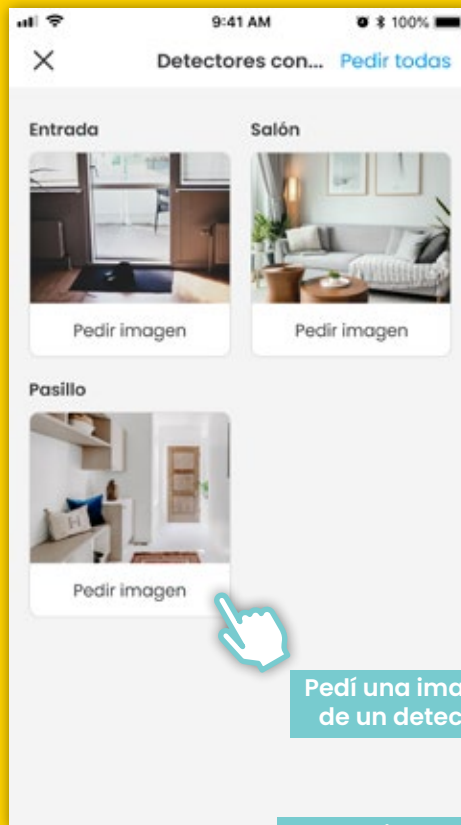 9:41 AM
100%
Detectores con... Pedir todas
Entrada
Salón
Pedir imagen
Pedir imagen
Pasillo
H
Pedir imagen
Pedí una ima
de un detec